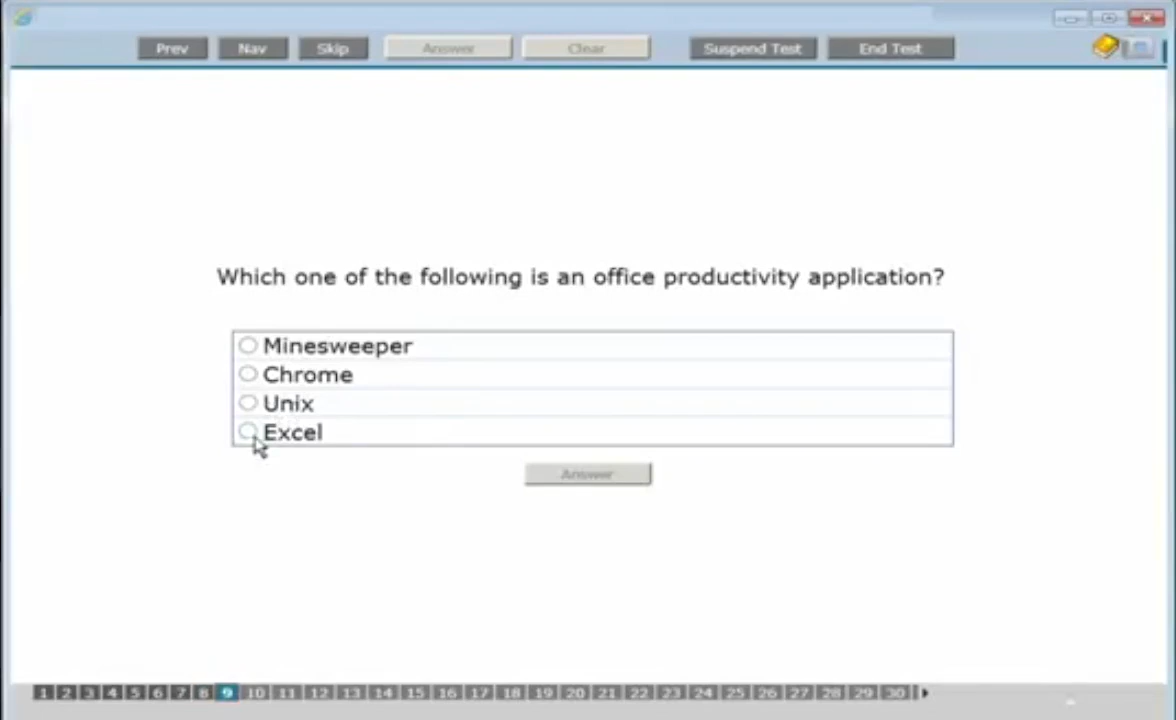 Prev Nav Skip Answer Clear Suspend Test End Test
Which one of the following is an office productivity application?
Minesweeper
Chrome
Unix
Excel
Answer
1 2 3 4 5 6 7 8 9 10 11 12 13 14 15 16 17 18 19 20 21 22 23 24 25 26 27 28 29 30